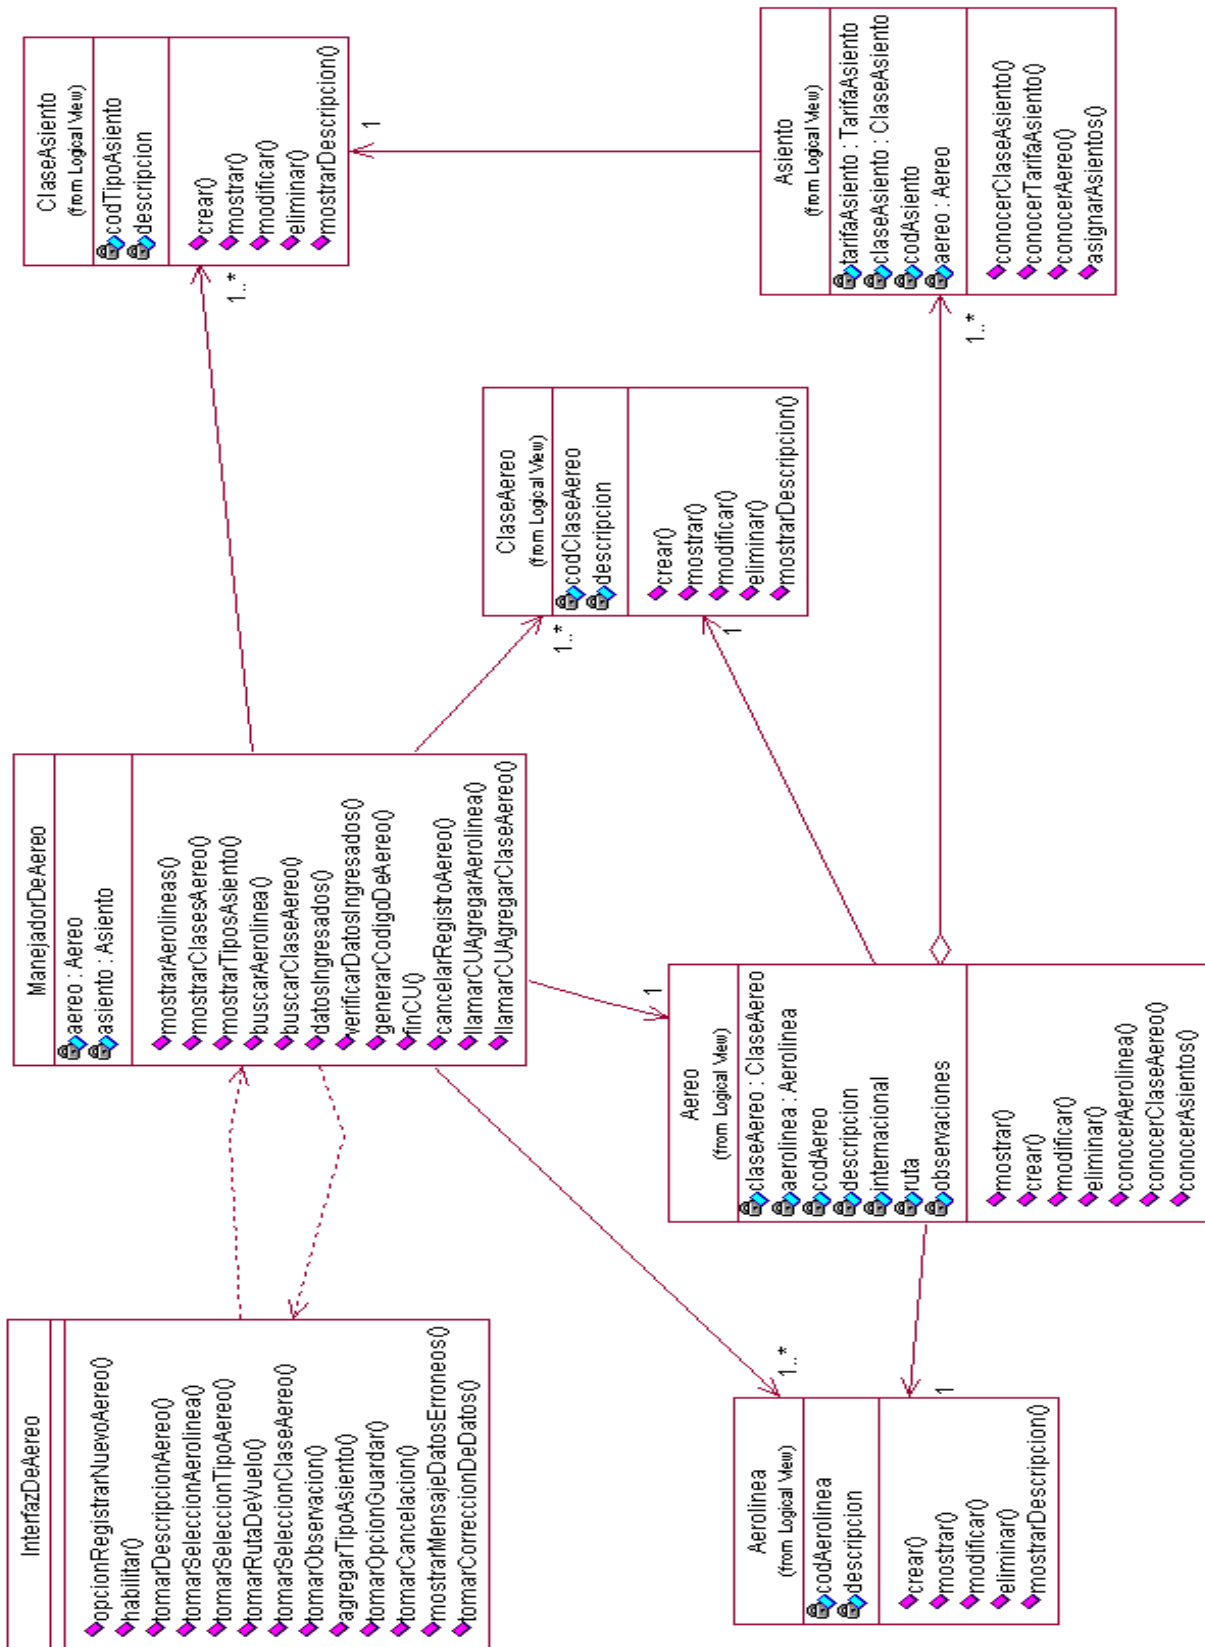 InterfazDeAereo
opcionRegistrarNuevoAereo()
habilitar()
tomarDescripcionAereo()
tomarSeleccionAerolinea()
tomarSeleccionTipoAereo()
tomarRutaDeVuelo()
tomarSeleccionClaseAereo()
tomarObservacion()
agregarTipoAsiento()
tomarOpcionGuardar()
tomarCancelacion()
mostrarMensajeDatosErroneos()
tomarCorreccionDeDatos()
ManejadorDeAereo
aereo : Aereo
asiento : Asiento
mostrarAerolineas()
mostrarClasesAereo()
mostrarTiposAsiento()
buscarAerolinea()
buscarClaseAereo()
datosIngresados()
verificarDatosIngresados()
generarCodigoDeAereo()
finCU()
cancelarRegistroAereo()
llamarCUAgregarAerolinea()
llamarCUAgregarClaseAereo()
ClaseAsiento
(from Logical View)
codTipoAsiento
descripcion
crear()
mostrar()
modificar()
eliminar()
mostrarDescripcion()
1..*
1
ClaseAereo
(from Logical View)
codClaseAereo
descripcion
crear()
mostrar()
modificar()
eliminar()
mostrarDescripcion()
1..*
1
Aerolinea
(from Logical View)
codAerolinea
descripcion
crear()
mostrar()
modificar()
eliminar()
mostrarDescripcion()
1..*
1
Aereo
(from Logical View)
claseAereo : ClaseAereo
aerolinea : Aerolinea
codAereo
descripcion
internacional
ruta
observaciones
mostrar()
crear()
modificar()
eliminar()
conocerAerolinea()
conocerClaseAereo()
conocerAsientos()
1
Asiento
(from Logical View)
tarifaAsiento : TarifaAsiento
claseAsiento : ClaseAsiento
codAsiento
aereo : Aereo
conocerClaseAsiento()
conocerTarifaAsiento()
conocerAereo()
asignarAsientos()
1..*